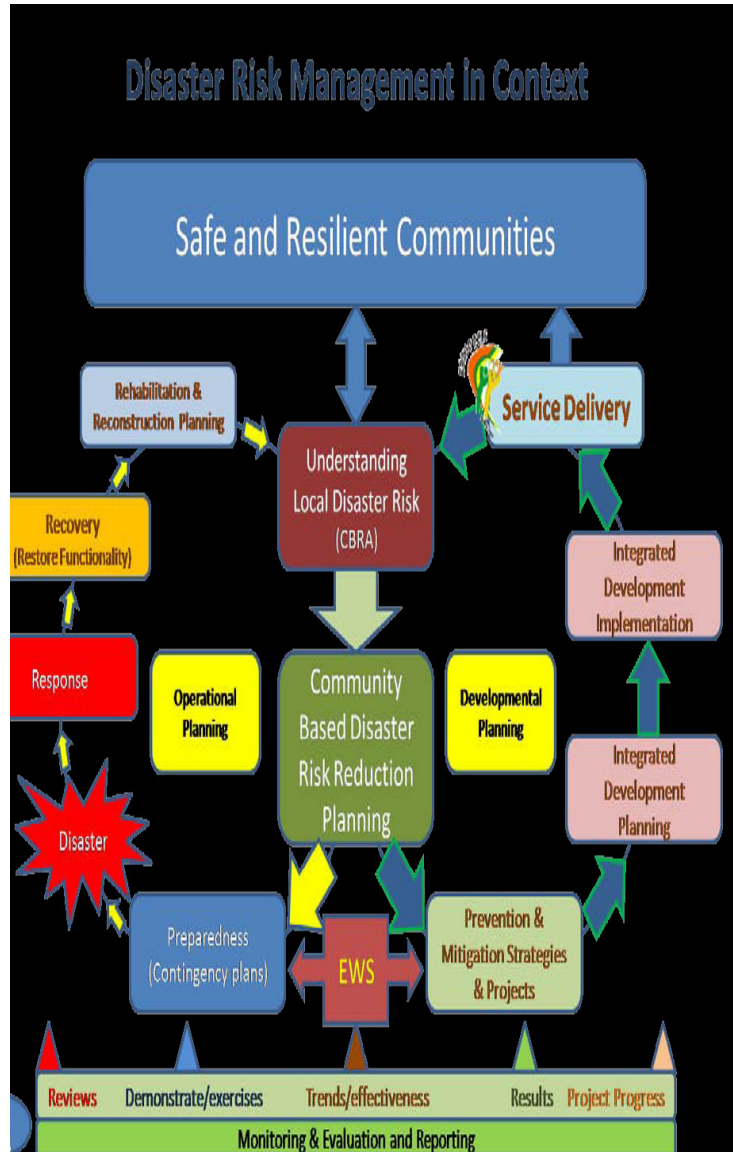 Disaster Risk Management in Context
Safe and Resilient Communities
Rehabilitation &
Reconstruction Planning
Service Delivery
Understanding
Local Disaster Risk
(CBRA)
Recovery
(Restore Functionality)
Integrated
Development
Implementation
Response
Operational
Planning
Community
Based Disaster
Risk Reduction
Planning
Developmental
Planning
Integrated
Development
Planning
Disaster
Preparedness
(Contingency plans)
EWS
Prevention &
Mitigation Strategies
& Projects
Reviews Demonstrate/exercises Trends/effectiveness Results Project Progress
Monitoring & Evaluation and Reporting